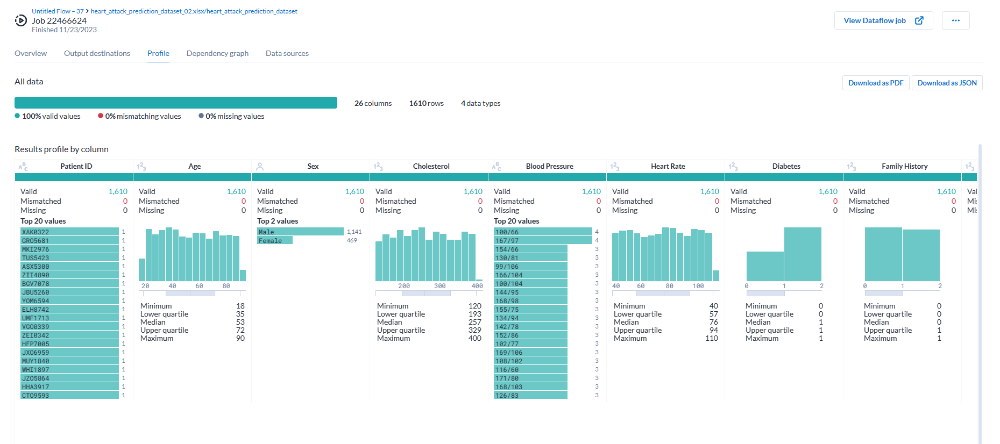 Untitled Flow – 37 > heart_attack_prediction_dataset_02.xlsx/heart_attack_prediction_dataset
Job 22466624
Finished 11/23/2023
View Dataflow job
...
Overview Output destinations Profile Dependency graph Data sources
All data
Download as PDF Download as JSON
26 columns 1610 rows 4 data types
100% valid values 0% mismatching values 0% missing values
Results profile by column
ABC Patient ID
Valid 1,610
Mismatched 0
Missing 0
Top 20 values
XAK0322 1
GRO5681 1
MKI2976 1
TUS5423 1
ASX5300 1
ZII4890 1
BGV7078 1
JBU5260 1
YOM6594 1
ELH8742 1
UMF1713 1
VGO0339 1
ZEI0342 1
HFP7005 1
JXO6959 1
MUY1840 1
WHI1897 1
JZO5864 1
HHA3917 1
CTO9593 1
123 Age
Valid 1,610
Mismatched 0
Missing 0
20 40 60 80
Minimum 18
Lower quartile 35
Median 53
Upper quartile 72
Maximum 90
Sex
Valid 1,610
Mismatched 0
Missing 0
Top 2 values
Male 1,141
Female 469
123 Cholesterol
Valid 1,610
Mismatched 0
Missing 0
200 300 400
Minimum 120
Lower quartile 193
Median 257
Upper quartile 329
Maximum 400
ABC Blood Pressure
Valid 1,610
Mismatched 0
Missing 0
Top 20 values
100/66 4
167/97 4
154/66 3
130/81 3
99/106 3
166/104 3
100/104 3
144/95 3
168/98 3
155/75 3
134/94 3
142/78 3
152/86 3
102/77 3
169/106 3
108/102 3
116/60 3
171/80 3
168/103 3
126/83 3
123 Heart Rate
Valid 1,610
Mismatched 0
Missing 0
40 60 80 100
Minimum 40
Lower quartile 57
Median 76
Upper quartile 94
Maximum 110
123 Diabetes
Valid 1,610
Mismatched 0
Missing 0
0 1 2
Minimum 0
Lower quartile 0
Median 1
Upper quartile 1
Maximum 1
123 Family History
Valid 1,610
Mismatched 0
Missing 0
0 1 2
Minimum 0
Lower quartile 0
Median 0
Upper quartile 1
Maximum 1
123